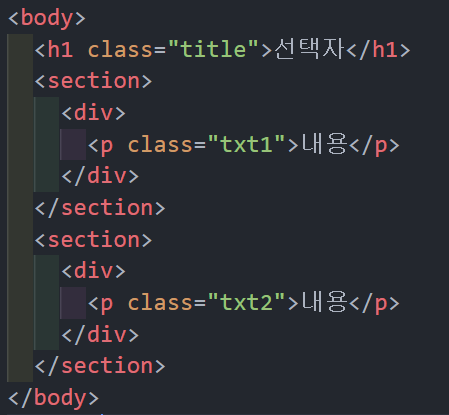 <body>
<h1 class="title">선택자</h1>
<section>
<div>
<p class="txt1">내용</p>
</div>
</section>
<section>
<div>
<p class="txt2">내용</p>
</div>
</section>
</body>